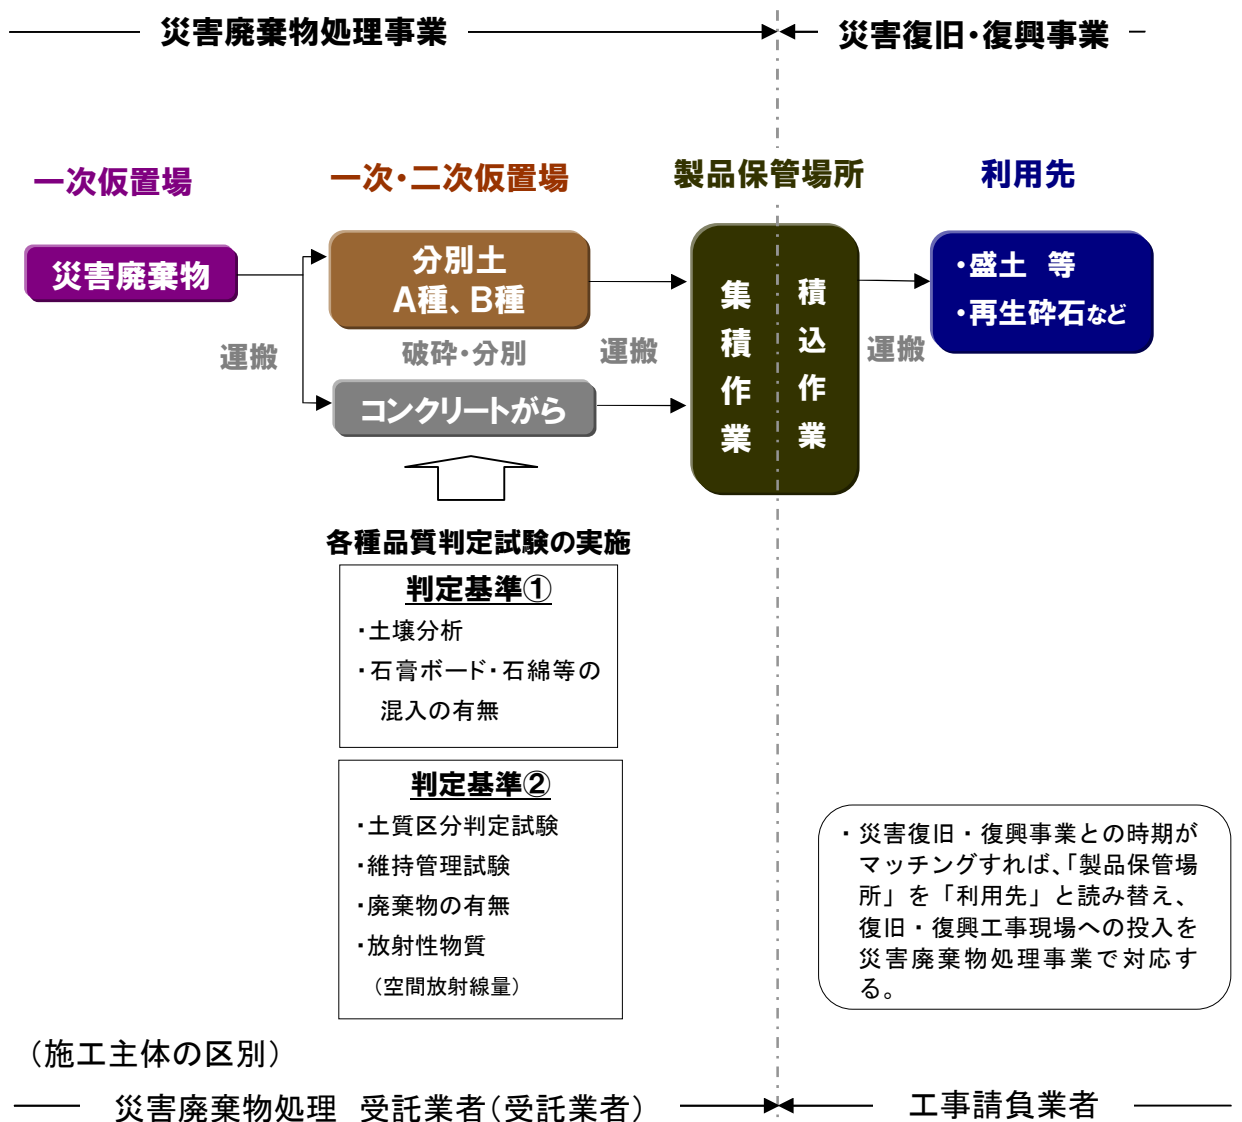 災害廃棄物処理事業
災害復旧・復興事業
一次仮置場
一次・二次仮置場
製品保管場所
利用先
災害廃棄物
分別土
A種、B種
運搬
破砕・分別
運搬
コンクリートがら
集積作業
積込作業
運搬
・盛土 等
・再生砕石など
各種品質判定試験の実施
判定基準①
・土壌分析
・石膏ボード・石綿等の
混入の有無
判定基準②
・土質区分判定試験
・維持管理試験
・廃棄物の有無
・放射性物質
（空間放射線量）
・災害復旧・復興事業との時期が
マッチングすれば、「製品保管場
所」を「利用先」と読み替え、
復旧・復興工事現場への投入を
災害廃棄物処理事業で対応す
る。
（施工主体の区別）
災害廃棄物処理 受託業者（受託業者）
工事請負業者